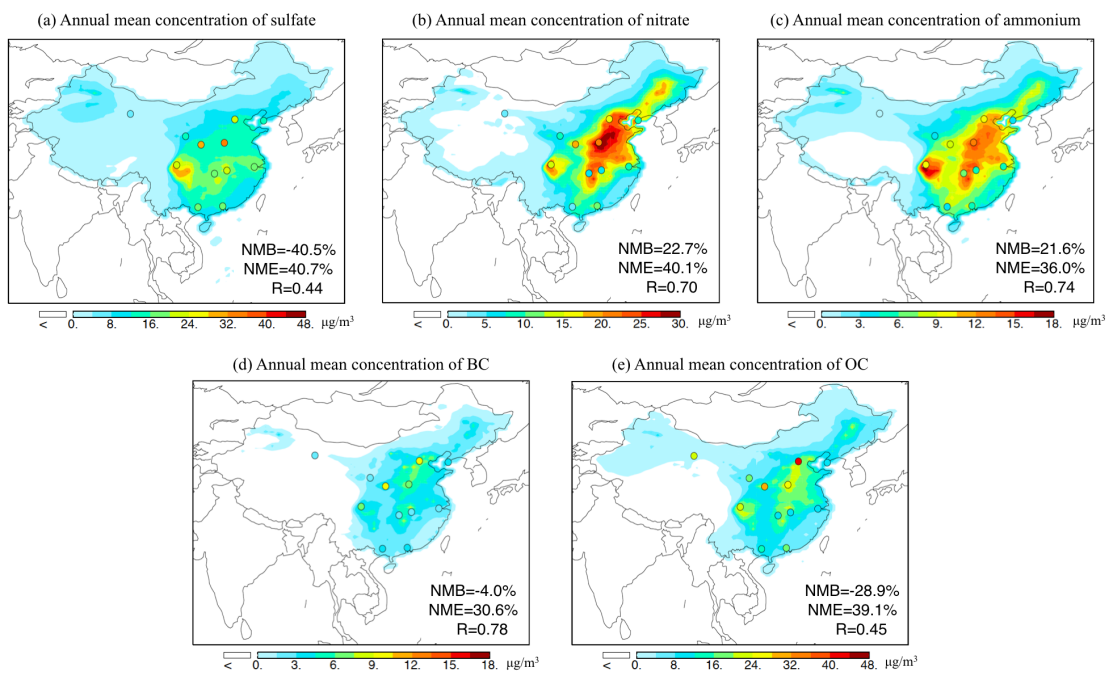 (a) Annual mean concentration of sulfate
(b) Annual mean concentration of nitrate
(c) Annual mean concentration of ammonium
NMB=-40.5%
NME=40.7%
R=0.44
NMB=22.7%
NME=40.1%
R=0.70
NMB=21.6%
NME=36.0%
R=0.74
< 0. 8. 16. 24. 32. 40. 48. μg/m³
< 0. 5. 10. 15. 20. 25. 30. μg/m³
< 0. 3. 6. 9. 12. 15. 18. μg/m³
(d) Annual mean concentration of BC
(e) Annual mean concentration of OC
NMB=-4.0%
NME=30.6%
R=0.78
NMB=-28.9%
NME=39.1%
R=0.45
< 0. 3. 6. 9. 12. 15. 18. μg/m³
< 0. 8. 16. 24. 32. 40. 48. μg/m³